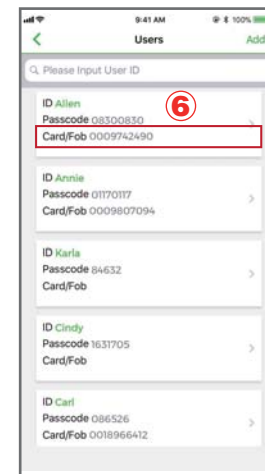 9:41 AM 100%
Users Add
Please Input User ID
ID Allen
⑥
Passcode 08300830
Card/Fob 0009742490
ID Annie
Passcode 01170117
Card/Fob 0009807094
ID Karla
Passcode 84632
Card/Fob
ID Cindy
Passcode 1631705
Card/Fob
ID Carl
Passcode 086526
Card/Fob 0018966412